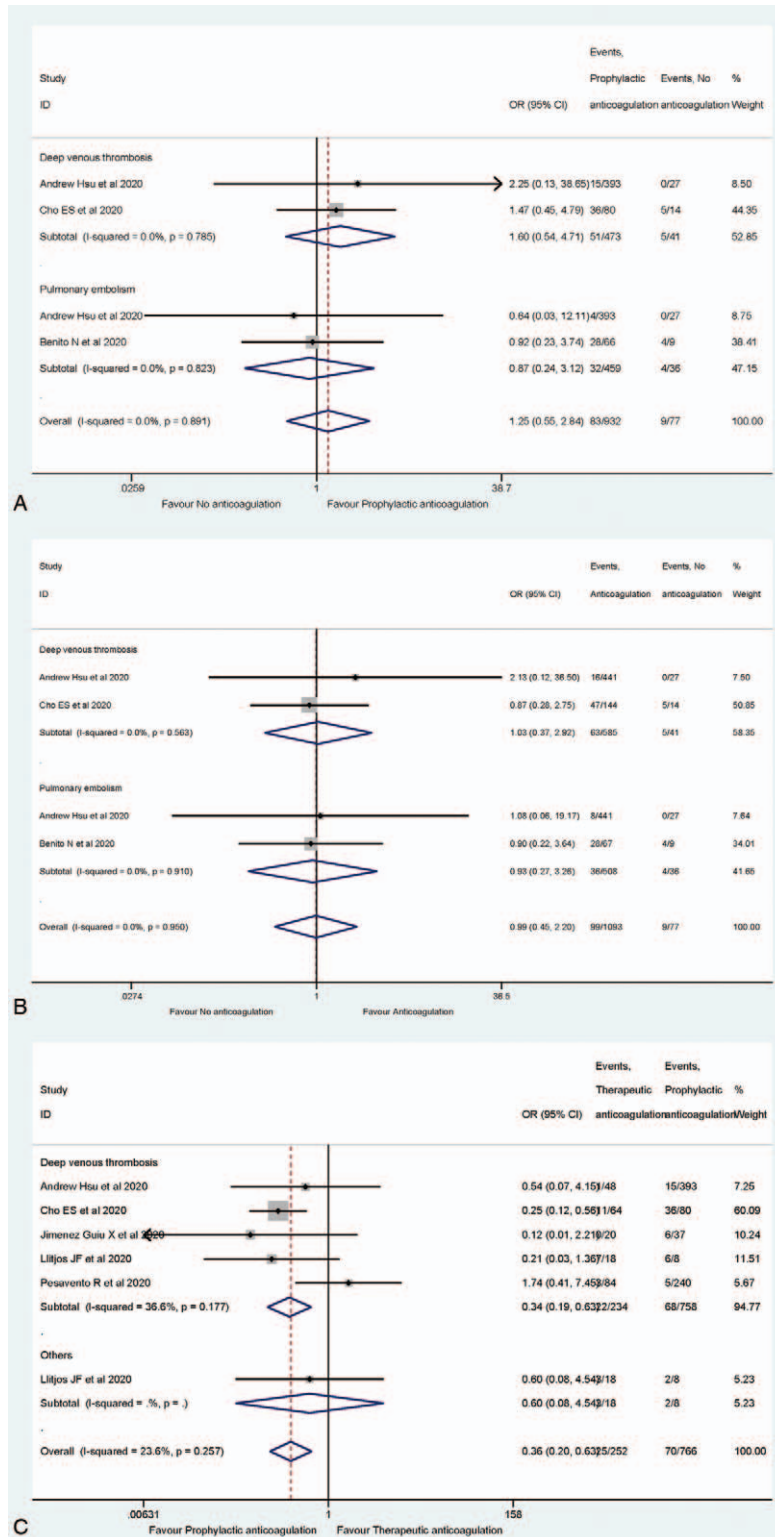 Events,
Study Prophylactic Events, No %
ID OR (95% CI) anticoagulation anticoagulation Weight
Deep venous thrombosis
Andrew Hsu et al 2020 2.25 (0.13, 38.65) 15/393 0/27 8.50
Cho ES et al 2020 1.47 (0.45, 4.79) 36/80 5/14 44.35
Subtotal (I-squared = 0.0%, p = 0.785) 1.60 (0.54, 4.71) 51/473 5/41 52.85
.
Pulmonary embolism
Andrew Hsu et al 2020 0.64 (0.03, 12.11) 4/393 0/27 8.75
Benito N et al 2020 0.92 (0.23, 3.74) 28/66 4/9 38.41
Subtotal (I-squared = 0.0%, p = 0.823) 0.87 (0.24, 3.12) 32/459 4/36 47.15
.
Overall (I-squared = 0.0%, p = 0.891) 1.25 (0.55, 2.84) 83/932 9/77 100.00
.0259 1 38.7
A Favour No anticoagulation Favour Prophylactic anticoagulation
Study Events, Events, No %
ID OR (95% CI) Anticoagulation anticoagulation Weight
Deep venous thrombosis
Andrew Hsu et al 2020 2.13 (0.12, 36.50) 16/441 0/27 7.50
Cho ES et al 2020 0.87 (0.28, 2.75) 47/144 5/14 50.85
Subtotal (I-squared = 0.0%, p = 0.563) 1.03 (0.37, 2.92) 63/585 5/41 58.35
.
Pulmonary embolism
Andrew Hsu et al 2020 1.08 (0.06, 19.17) 8/441 0/27 7.64
Benito N et al 2020 0.90 (0.22, 3.64) 28/67 4/9 34.01
Subtotal (I-squared = 0.0%, p = 0.910) 0.93 (0.27, 3.26) 36/508 4/36 41.65
.
Overall (I-squared = 0.0%, p = 0.950) 0.99 (0.45, 2.20) 99/1093 9/77 100.00
.0274 1 36.5
B Favour No anticoagulation Favour Anticoagulation
Events, Events,
Study Therapeutic Prophylactic %
ID OR (95% CI) anticoagulation anticoagulation Weight
Deep venous thrombosis
Andrew Hsu et al 2020 0.54 (0.07, 4.15) 1/48 15/393 7.25
Cho ES et al 2020 0.25 (0.12, 0.56) 11/64 36/80 60.09
Jimenez Guiu X et al 2020 0.12 (0.01, 2.21) 0/20 6/37 10.24
Llitjos JF et al 2020 0.21 (0.03, 1.36) 7/18 6/8 11.51
Pesavento R et al 2020 1.74 (0.41, 7.45) 3/84 5/240 5.67
Subtotal (I-squared = 36.6%, p = 0.177) 0.34 (0.19, 0.63) 22/234 68/758 94.77
.
Others
Llitjos JF et al 2020 0.60 (0.08, 4.54) 3/18 2/8 5.23
Subtotal (I-squared = .%, p = .) 0.60 (0.08, 4.54) 3/18 2/8 5.23
.
Overall (I-squared = 23.6%, p = 0.257) 0.36 (0.20, 0.63) 25/252 70/766 100.00
.00631 1 158
C Favour Prophylactic anticoagulation Favour Therapeutic anticoagulation